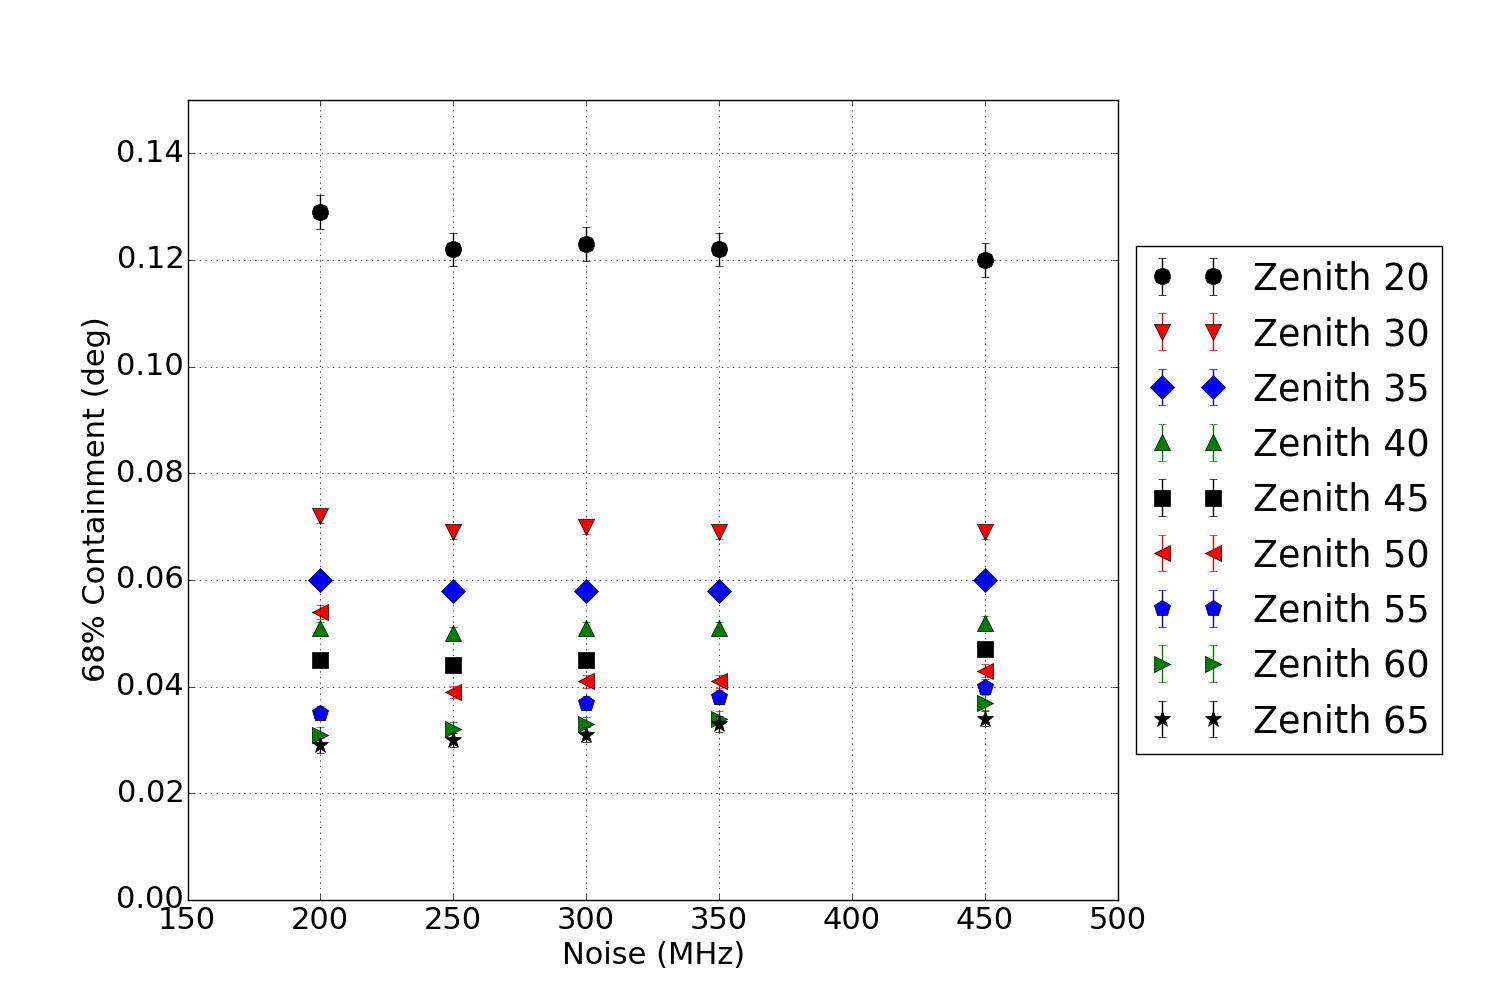 68% Containment (deg)
0.14
0.12
0.10
0.08
0.06
0.04
0.02
0.00
150 200 250 300 350 400 450 500
Noise (MHz)
Zenith 20
Zenith 30
Zenith 35
Zenith 40
Zenith 45
Zenith 50
Zenith 55
Zenith 60
Zenith 65